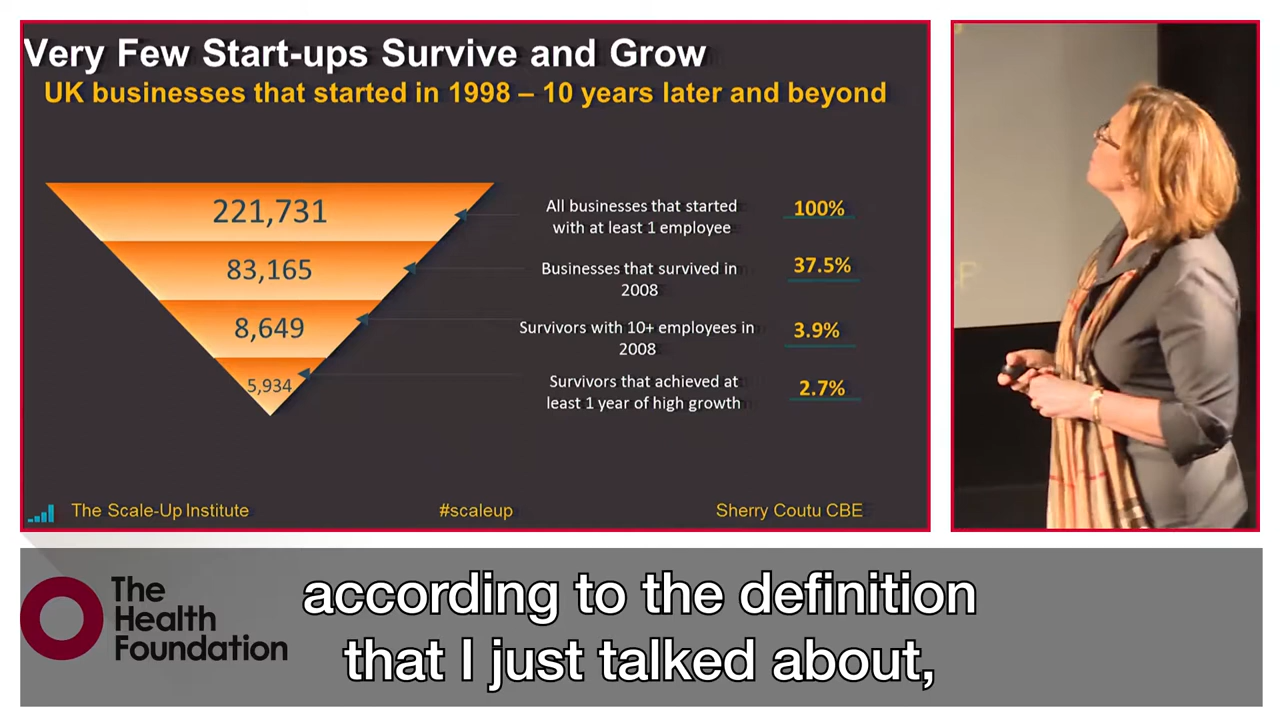 Very Few Start-ups Survive and Grow
UK businesses that started in 1998 – 10 years later and beyond
221,731
All businesses that started
with at least 1 employee
100%
83,165
Businesses that survived in
2008
37.5%
8,649
Survivors with 10+ employees in
2008
3.9%
5,934
Survivors that achieved at
least 1 year of high growth
2.7%
The Scale-Up Institute
#scaleup
Sherry Coutu CBE
The
Health
Foundation
according to the definition
that I just talked about,